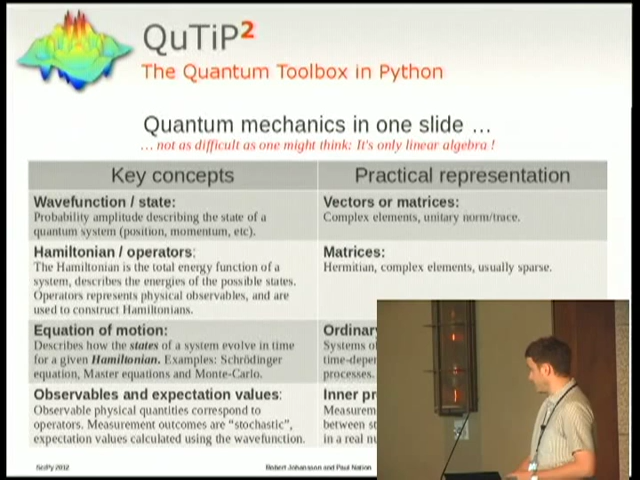 QuTiP2
The Quantum Toolbox in Python
Quantum mechanics in one slide …
… not as difficult as one might think: It's only linear algebra !
Key concepts
Practical representation
Wavefunction / state:
Probability amplitude describing the state of a
quantum system (position, momentum, etc).
Vectors or matrices:
Complex elements, unitary norm/trace.
Hamiltonian / operators:
The Hamiltonian is the total energy function of a
system, describes the energies of the possible states.
Operators represents physical observables, and are
used to construct Hamiltonians.
Matrices:
Hermitian, complex elements, usually sparse.
Equation of motion:
Describes how the states of a system evolve in time
for a given Hamiltonian. Examples: Schrödinger
equation, Master equations and Monte-Carlo.
Ordinary
Systems of
time-depen
processes.
Observables and expectation values:
Observable physical quantities correspond to
operators. Measurement outcomes are “stochastic”,
expectation values calculated using the wavefunction.
Inner pr
Measurem
between st
in a real nu
SciPy 2012
Robert Johansson and Paul Nation